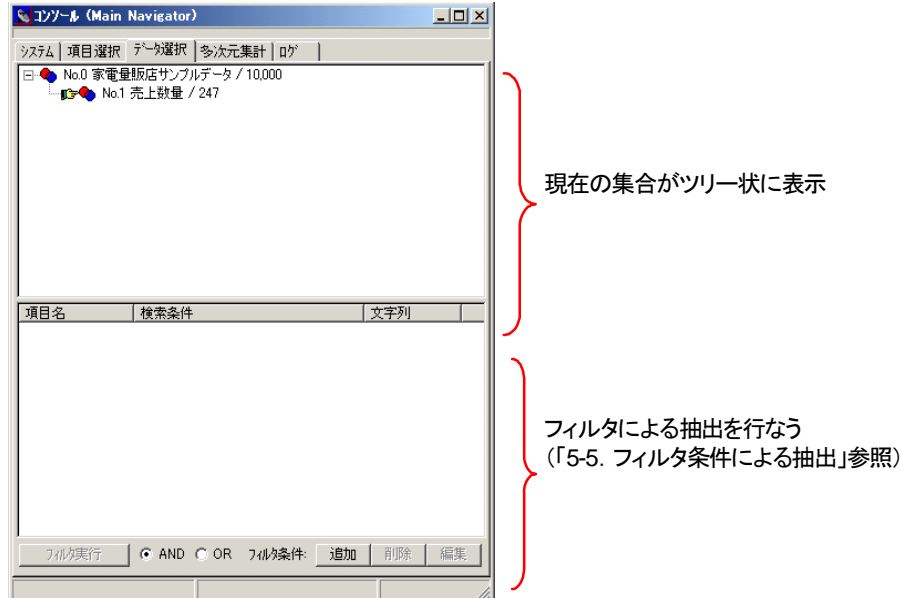 コンソール (Main Navigator)
システム 項目選択 データ選択 多次元集計 ログ
No.0 家電量販店サンプルデータ / 10,000
No.1 売上数量 / 247
現在の集合がツリー状に表示
項目名 検索条件 文字列
フィルタによる抽出を行なう
(「5-5. フィルタ条件による抽出」参照)
フィルタ実行 AND OR フィルタ条件: 追加 削除 編集